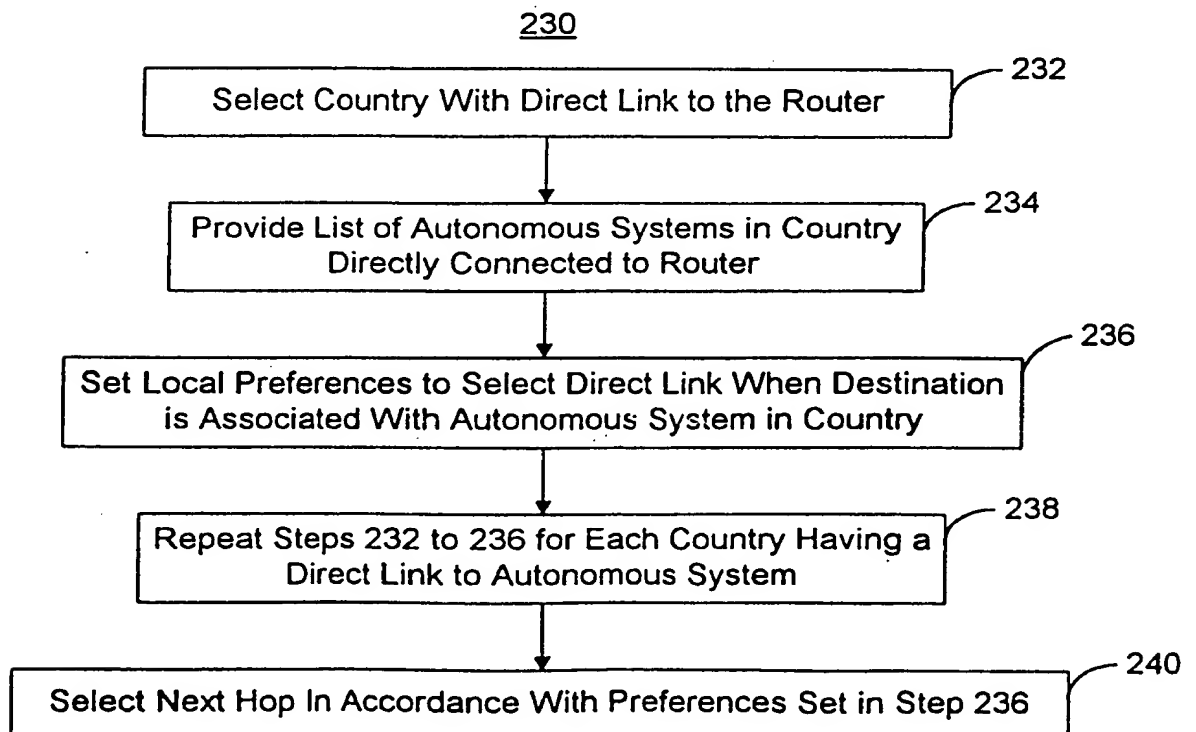 230
232
Select Country With Direct Link to the Router
234
Provide List of Autonomous Systems in Country
Directly Connected to Router
236
Set Local Preferences to Select Direct Link When Destination
is Associated With Autonomous System in Country
238
Repeat Steps 232 to 236 for Each Country Having a
Direct Link to Autonomous System
240
Select Next Hop In Accordance With Preferences Set in Step 236